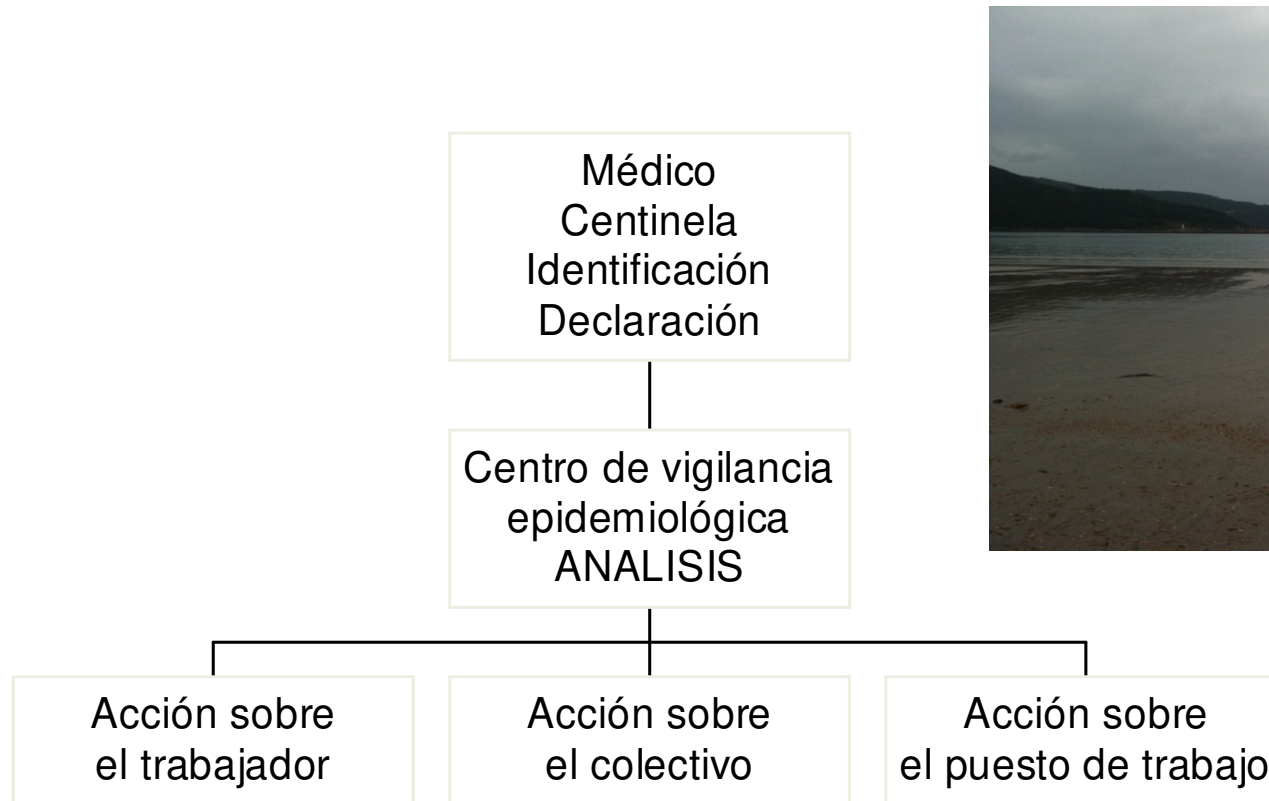 Médico
Centinela
Identificación
Declaración
Centro de vigilancia
epidemiológica
ANALISIS
Acción sobre
el trabajador
Acción sobre
el colectivo
Acción sobre
el puesto de trabajo